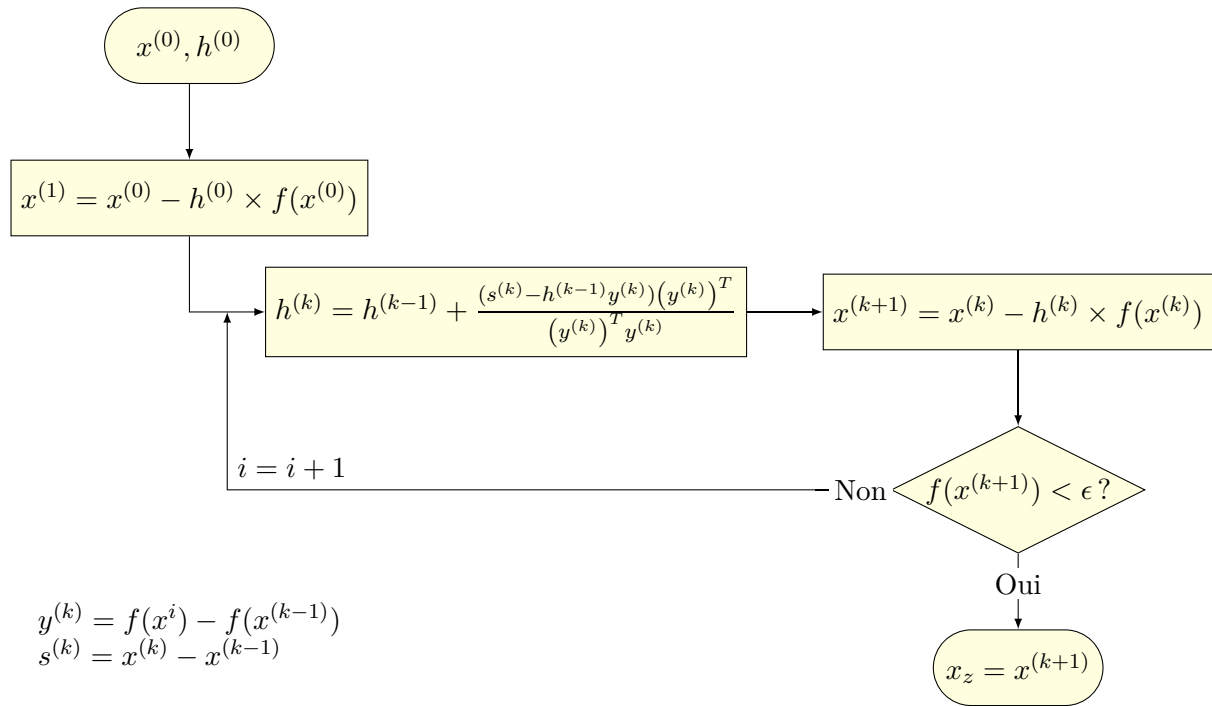 x^{(0)}, h^{(0)}
x^{(1)} = x^{(0)} − h^{(0)} × f(x^{(0)})
h^{(k)} = h^{(k−1)} + \frac{(s^{(k)}−h^{(k−1)}y^{(k)})(y^{(k)})^T}{(y^{(k)})^T y^{(k)}}
x^{(k+1)} = x^{(k)} − h^{(k)} × f(x^{(k)})
i = i + 1
Non
f(x^{(k+1)}) < ϵ ?
Oui
y^{(k)} = f(x^i) − f(x^{(k−1)})
s^{(k)} = x^{(k)} − x^{(k−1)}
x_z = x^{(k+1)}